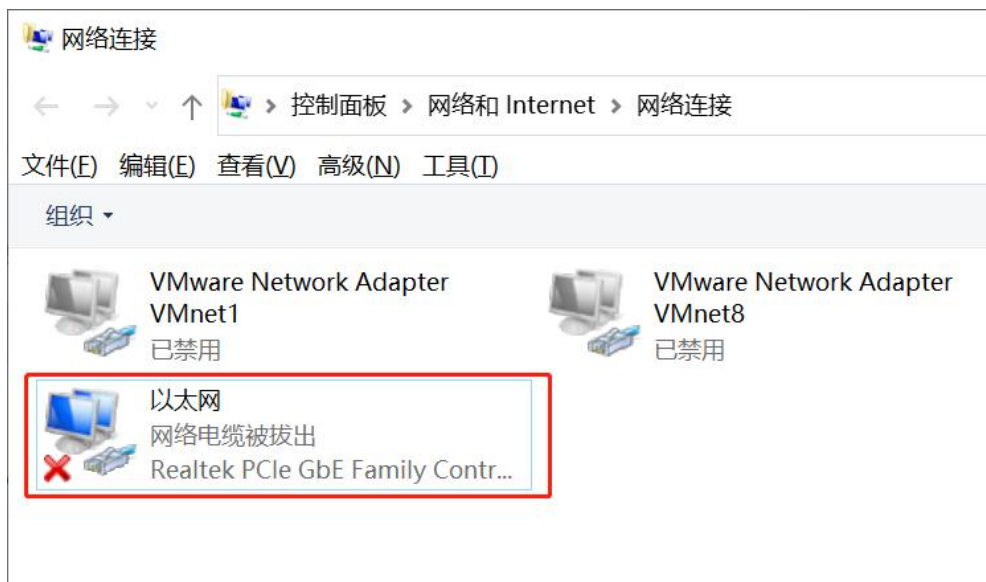 网络连接
控制面板 > 网络和 Internet > 网络连接
文件(F) 编辑(E) 查看(V) 高级(N) 工具(T)
组织
VMware Network Adapter
VMnet1
已禁用
VMware Network Adapter
VMnet8
已禁用
以太网
网络电缆被拔出
Realtek PCIe GbE Family Contr...